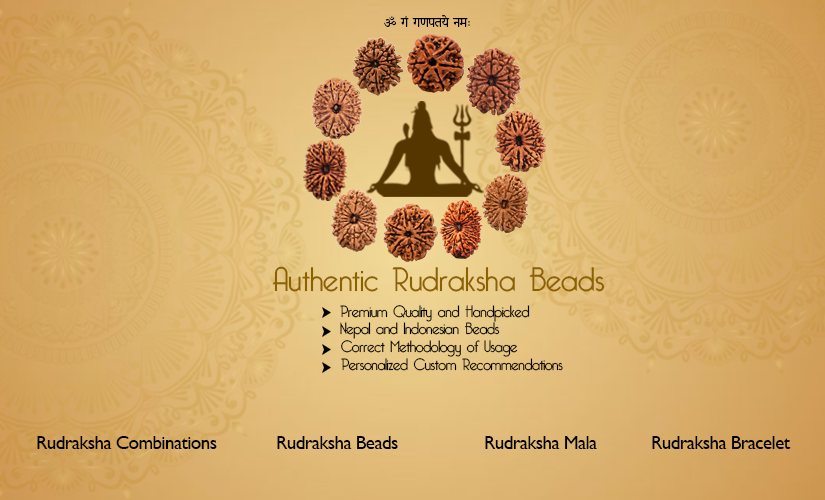 ॐ गं गणपतये नमः
Authentic Rudraksha Beads
Premium Quality and Handpicked
Nepal and Indonesian Beads
Correct Methodology of Usage
Personalized Custom Recommendations
Rudraksha Combinations
Rudraksha Beads
Rudraksha Mala
Rudraksha Bracelet